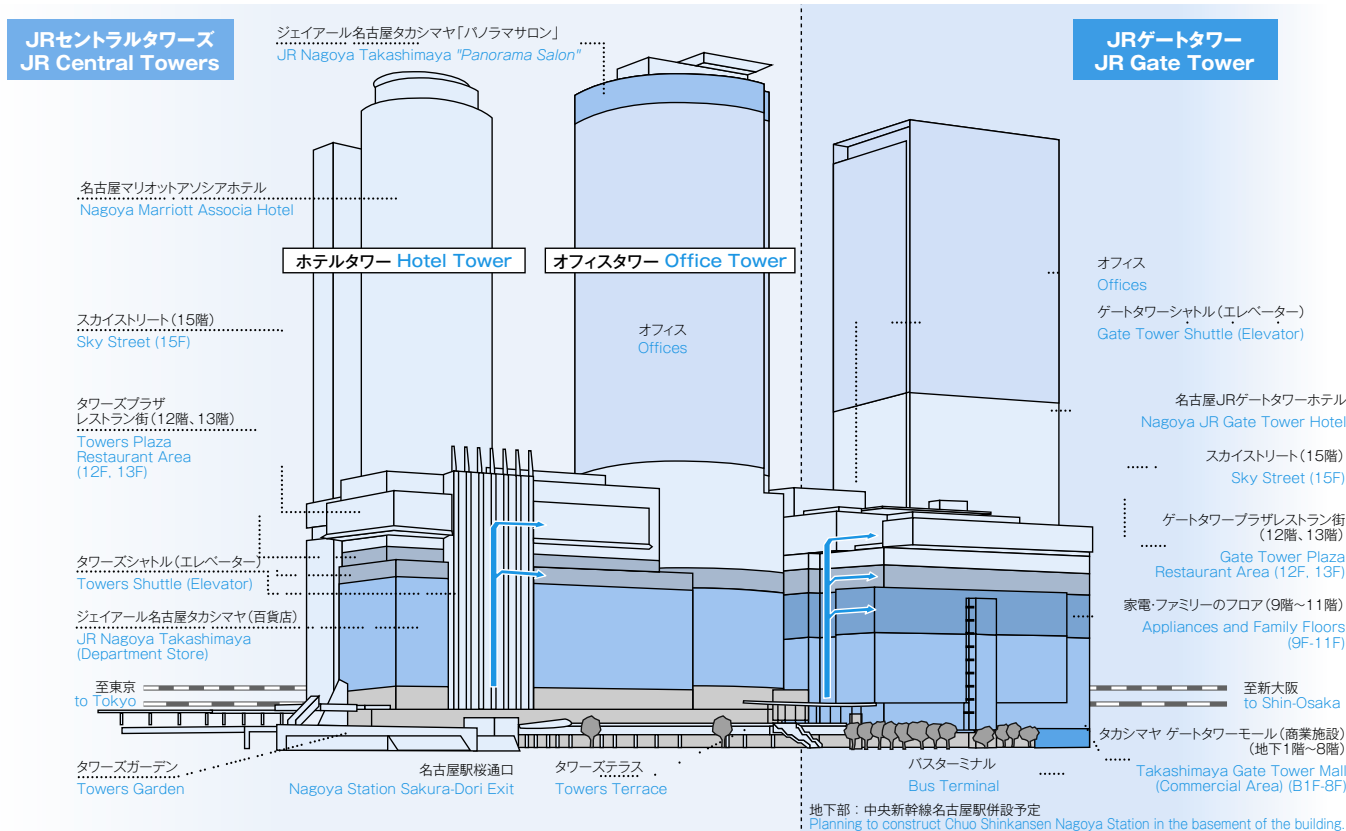 JRセントラルタワーズ
JR Central Towers
ジェイアール名古屋タカシマヤ「パノラマサロン」
JR Nagoya Takashimaya "Panorama Salon"
JRゲートタワー
JR Gate Tower
名古屋マリオットアソシアホテル
Nagoya Marriott Associa Hotel
ホテルタワー Hotel Tower
オフィスタワー Office Tower
スカイストリート(15階)
Sky Street (15F)
オフィス
Offices
タワーズプラザ
レストラン街(12階、13階)
Towers Plaza
Restaurant Area
(12F, 13F)
タワーズシャトル(エレベーター)
Towers Shuttle (Elevator)
ジェイアール名古屋タカシマヤ(百貨店)
JR Nagoya Takashimaya
(Department Store)
至東京
to Tokyo
タワーズガーデン
Towers Garden
名古屋駅桜通口
Nagoya Station Sakura-Dori Exit
タワーズテラス
Towers Terrace
オフィス
Offices
ゲートタワーシャトル(エレベーター)
Gate Tower Shuttle (Elevator)
名古屋JRゲートタワーホテル
Nagoya JR Gate Tower Hotel
スカイストリート(15階)
Sky Street (15F)
ゲートタワープラザレストラン街
(12階、13階)
Gate Tower Plaza
Restaurant Area (12F, 13F)
家電・ファミリーのフロア(9階〜11階)
Appliances and Family Floors
(9F-11F)
至新大阪
to Shin-Osaka
タカシマヤ ゲートタワーモール(商業施設)
(地下1階〜8階)
Takashimaya Gate Tower Mall
(Commercial Area) (B1F-8F)
バスターミナル
Bus Terminal
地下部：中央新幹線名古屋駅併設予定
Planning to construct Chuo Shinkansen Nagoya Station in the basement of the building.